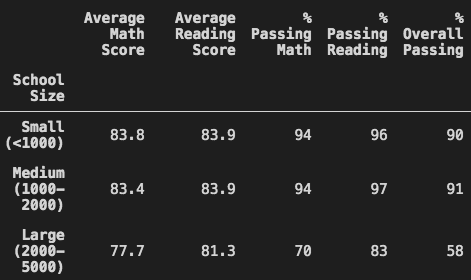 Average Average % % %
Math Reading Passing Passing Overall
Score Score Math Reading Passing
School
Size
Small
(<1000) 83.8 83.9 94 96 90
Medium
(1000– 83.4 83.9 94 97 91
2000)
Large
(2000– 77.7 81.3 70 83 58
5000)